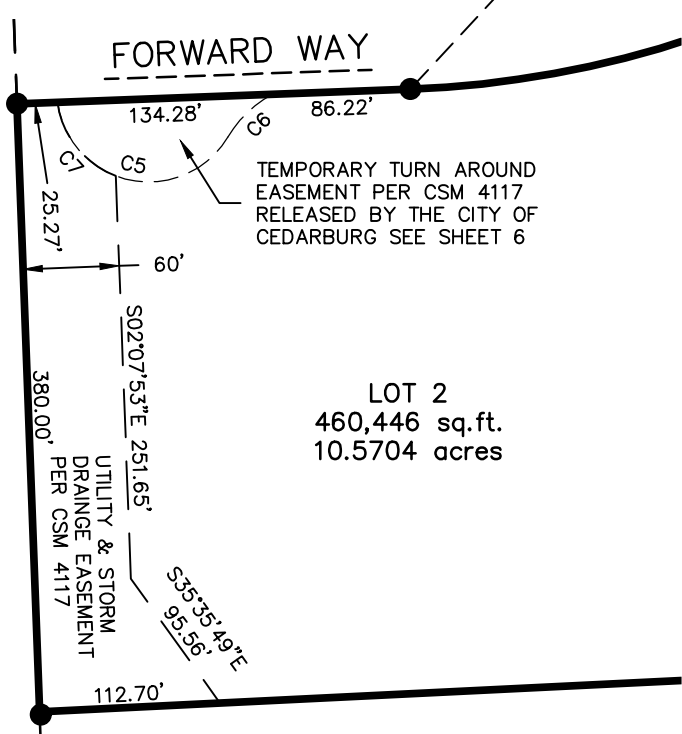 FORWARD WAY
134.28'
86.22'
C6
C7
C5
TEMPORARY TURN AROUND
EASEMENT PER CSM 4117
RELEASED BY THE CITY OF
CEDARBURG SEE SHEET 6
25.27'
60'
S02°07'53"E 251.65'
380.00'
LOT 2
460,446 sq.ft.
10.5704 acres
UTILITY & STORM
DRAINGE EASEMENT
PER CSM 4117
S35°35'49"E
95.56'
112.70'